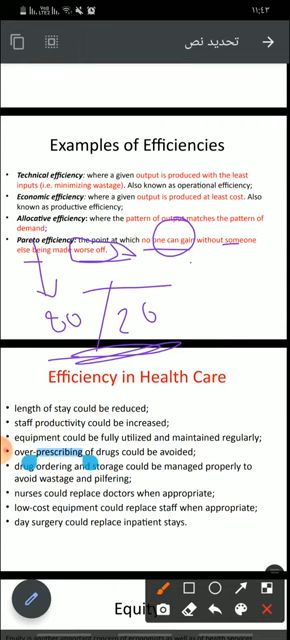 ١١:٤٣
تحديد نص
Examples of Efficiencies
• Technical efficiency: where a given output is produced with the least
inputs (i.e. minimizing wastage). Also known as operational efficiency;
• Economic efficiency: where a given output is produced at least cost. Also
known as productive efficiency;
• Allocative efficiency: where the pattern of output matches the pattern of
demand;
• Pareto efficiency: the point at which no one can gain without someone
else being made worse off.
80 / 20
Efficiency in Health Care
• length of stay could be reduced;
• staff productivity could be increased;
• equipment could be fully utilized and maintained regularly;
• over-prescribing of drugs could be avoided;
• drug ordering and storage could be managed properly to
avoid wastage and pilfering;
• nurses could replace doctors when appropriate;
• low-cost equipment could replace staff when appropriate;
• day surgery could replace inpatient stays.
Equity